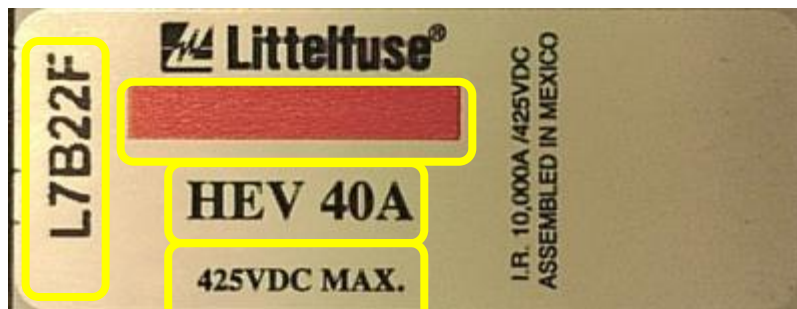 L7B22F
Littelfuse®
HEV 40A
425VDC MAX.
I.R. 10,000A /425VDC
ASSEMBLED IN MEXICO